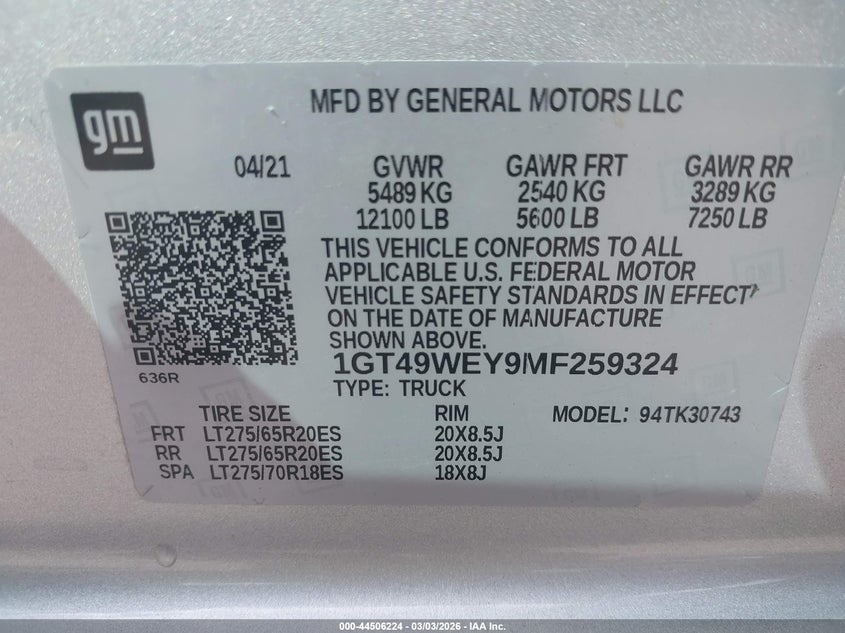 gm
MFD BY GENERAL MOTORS LLC
04/21 GVWR GAWR FRT GAWR RR
5489 KG 2540 KG 3289 KG
12100 LB 5600 LB 7250 LB
THIS VEHICLE CONFORMS TO ALL
APPLICABLE U.S. FEDERAL MOTOR
VEHICLE SAFETY STANDARDS IN EFFECT
ON THE DATE OF MANUFACTURE
SHOWN ABOVE.
636R 1GT49WEY9MF259324
TYPE: TRUCK
TIRE SIZE RIM MODEL: 94TK30743
FRT LT275/65R20ES 20X8.5J
RR LT275/65R20ES 20X8.5J
SPA LT275/70R18ES 18X8J
000-44506224 - 03/03/2026 - IAA Inc.